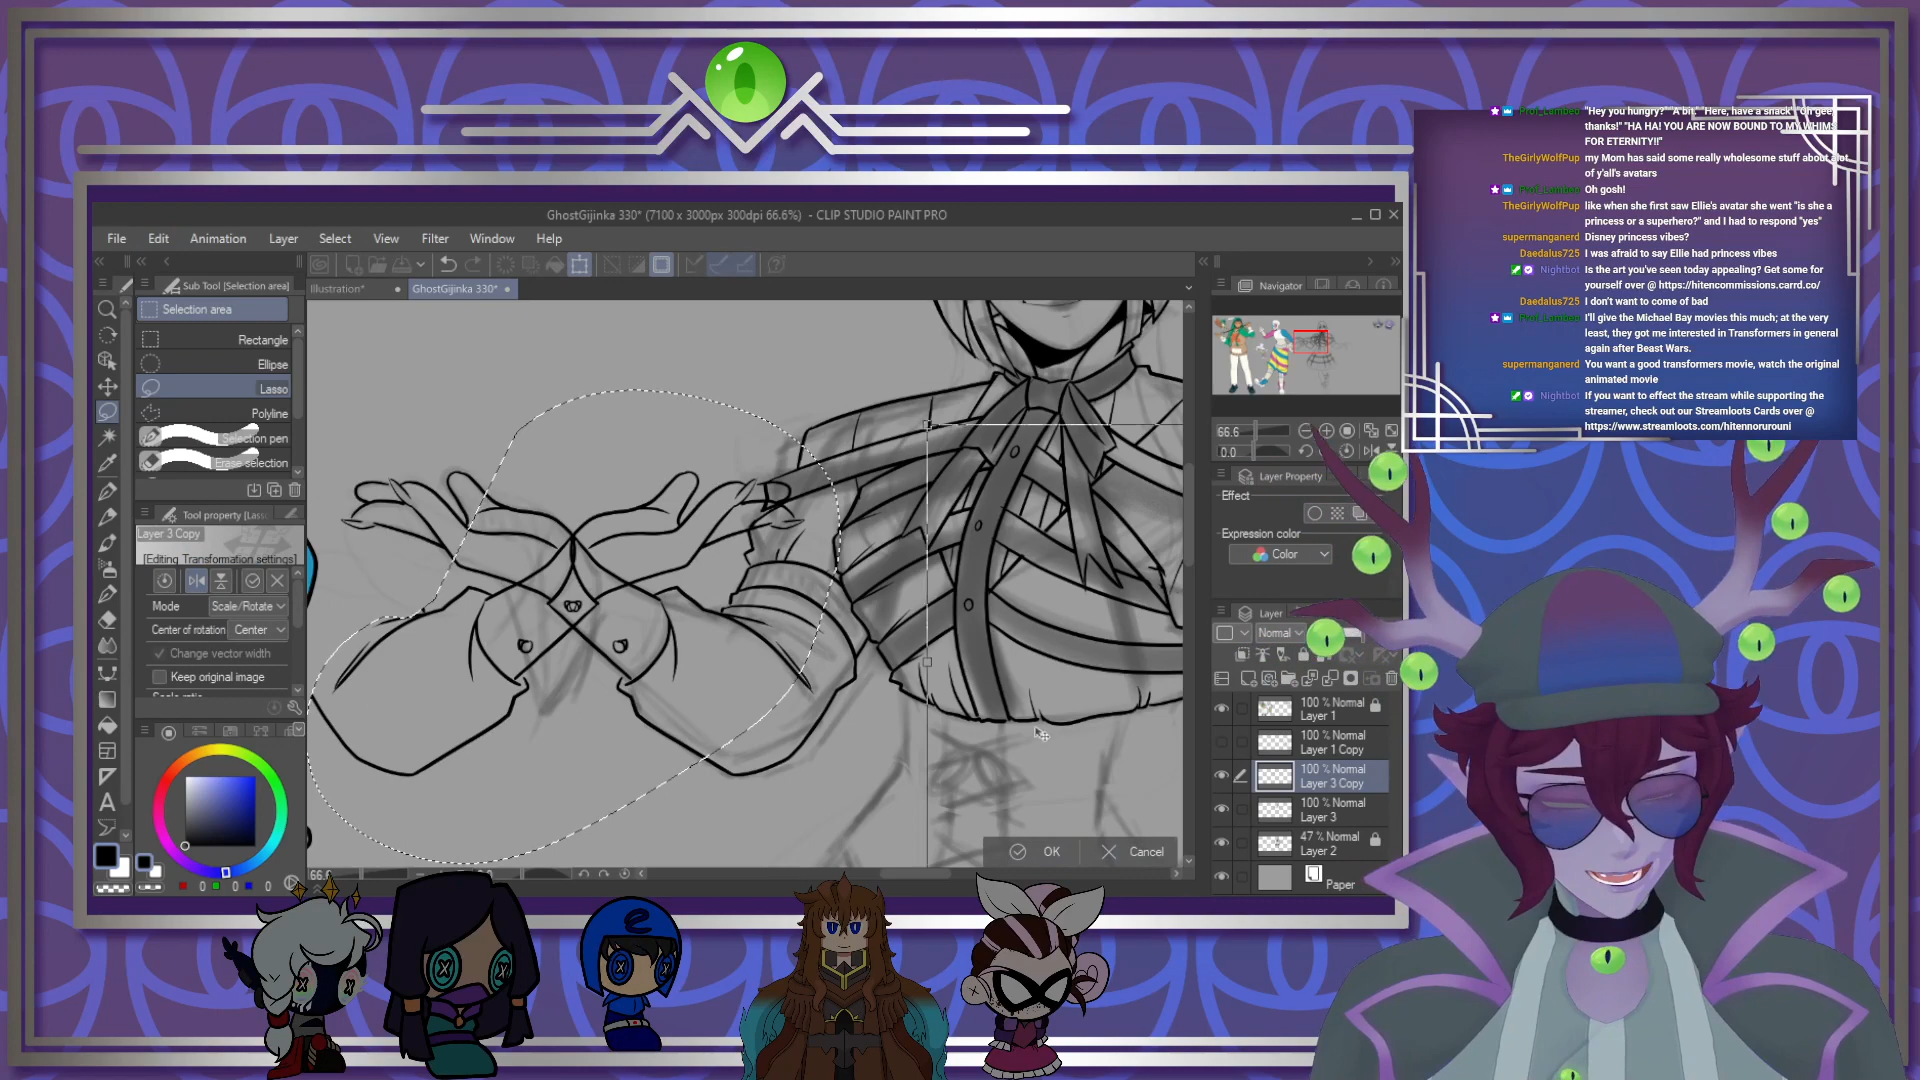 GhostGijinka 330* (7100 x 3000px 300dpi 66.6%) - CLIP STUDIO PAINT PRO
File Edit Animation Layer Select View Filter Window Help
Sub Tool [Selection area]
Illustration*
GhostGijinka 330*
Selection area
Rectangle
Ellipse
Lasso
Polyline
Selection pen
Erase selection
Tool property [Lass
Layer 3 Copy
[Editing Transformation settings]
Mode Scale/Rotate
Center of rotation Center
Change vector width
Keep original image
0 0 0
66.6
OK Cancel
Navigator
66.6
0.0
Layer Property
Effect
Expression color
Color
Layer
Normal
100 % Normal
Layer 1
100 % Normal
Layer 1 Copy
100 % Normal
Layer 3 Copy
100 % Normal
Layer 3
47 % Normal
Layer 2
Paper
Prof_Lambeo "Hey you hungry?" "A bit." "Here, have a snack" "Oh gee,
thanks!" "HA HA! YOU ARE NOW BOUND TO MY WHIMS
FOR ETERNITY!!"
TheGirlyWolfPup my Mom has said some really wholesome stuff about alot
of y'all's avatars
Prof_Lambeo Oh gosh!
TheGirlyWolfPup like when she first saw Ellie's avatar she went "is she a
princess or a superhero?" and I had to respond "yes"
supermanganerd Disney princess vibes?
Daedalus725 I was afraid to say Ellie had princess vibes
Nightbot Is the art you've seen today appealing? Get some for
yourself over @ https://hitencommissions.carrd.co/
Daedalus725 I don't want to come of bad
Prof_Lambeo I'll give the Michael Bay movies this much; at the very
least, they got me interested in Transformers in general
again after Beast Wars.
supermanganerd You want a good transformers movie, watch the original
animated movie
Nightbot If you want to effect the stream while supporting the
streamer, check out our Streamloots Cards over @
https://www.streamloots.com/hitennorurouni